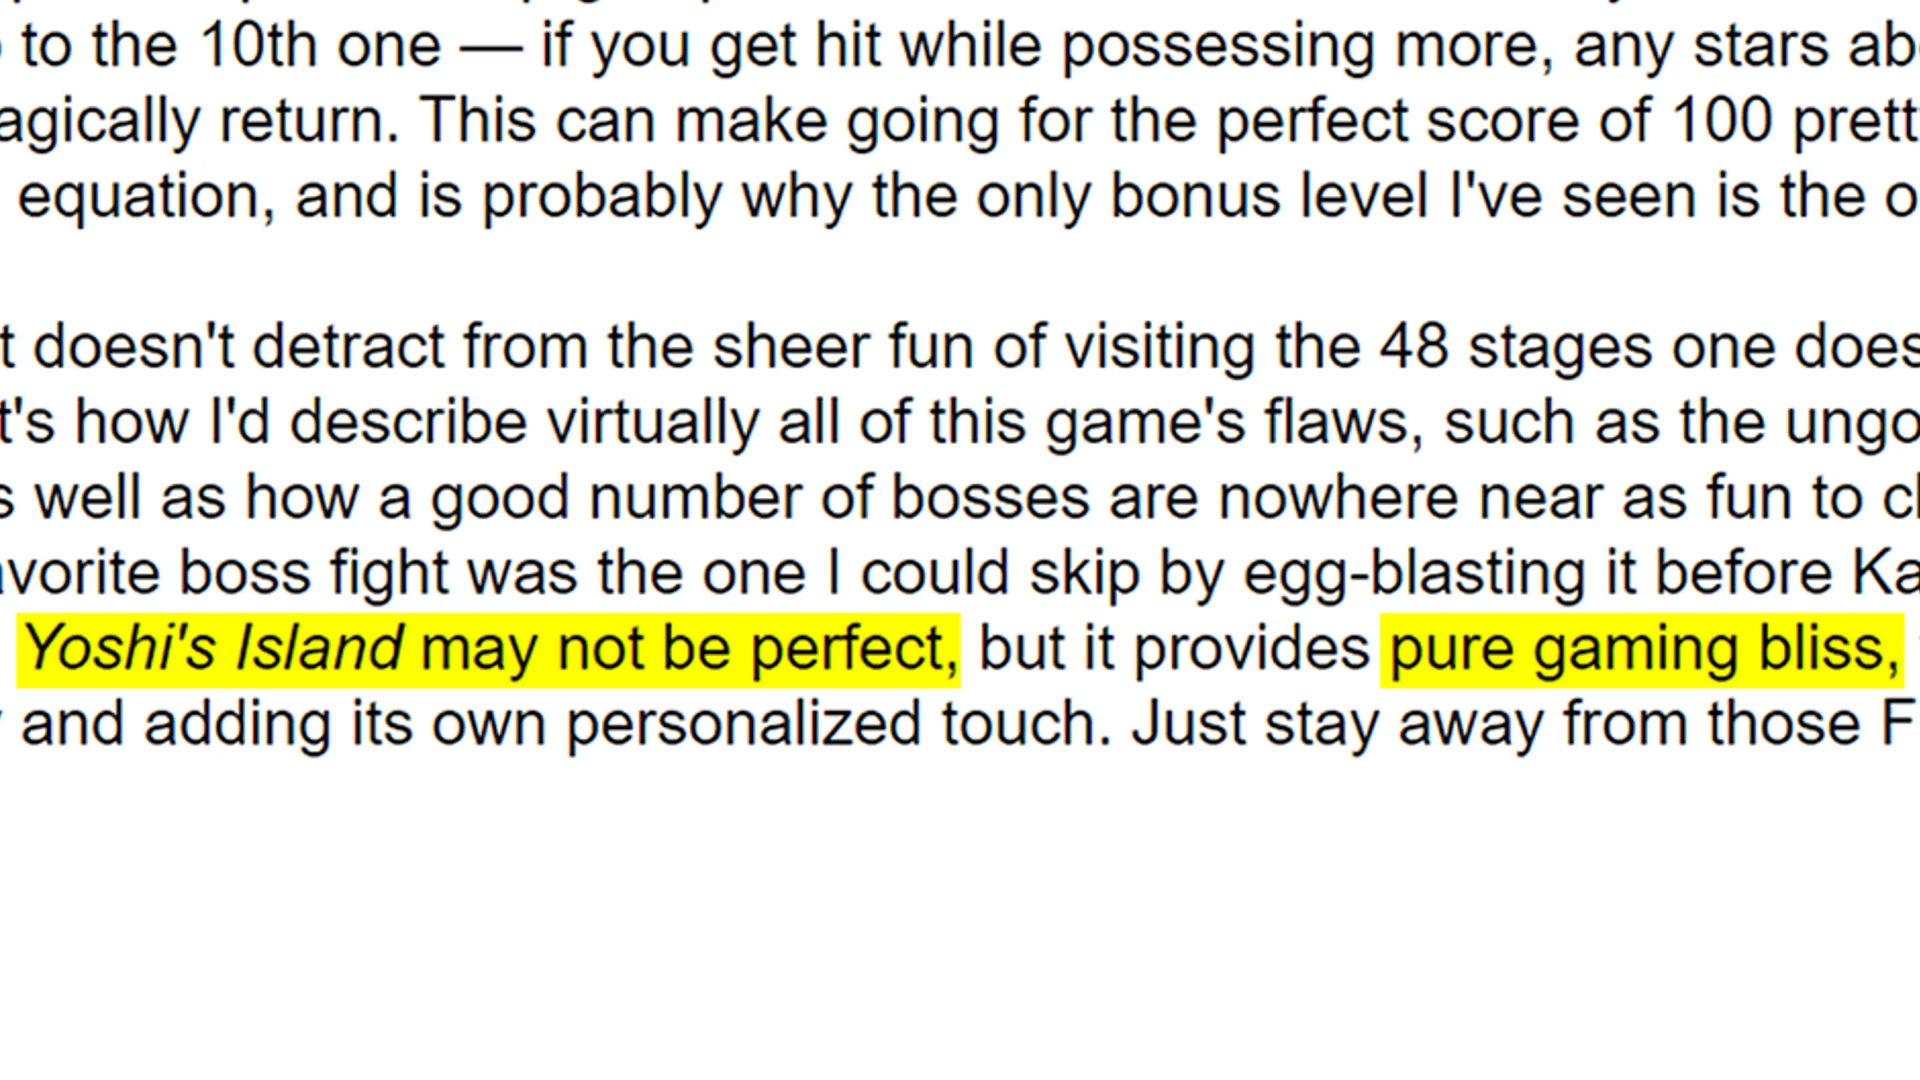 to the 10th one — if you get hit while possessing more, any stars
agically return. This can make going for the perfect score of 100 prett
equation, and is probably why the only bonus level I've seen is the o
t doesn't detract from the sheer fun of visiting the 48 stages one does
t's how I'd describe virtually all of this game's flaws, such as the ungo
s well as how a good number of bosses are nowhere near as fun to
avorite boss fight was the one I could skip by egg-blasting it before Ka
Yoshi's Island may not be perfect, but it provides pure gaming bliss,
and adding its own personalized touch. Just stay away from those F